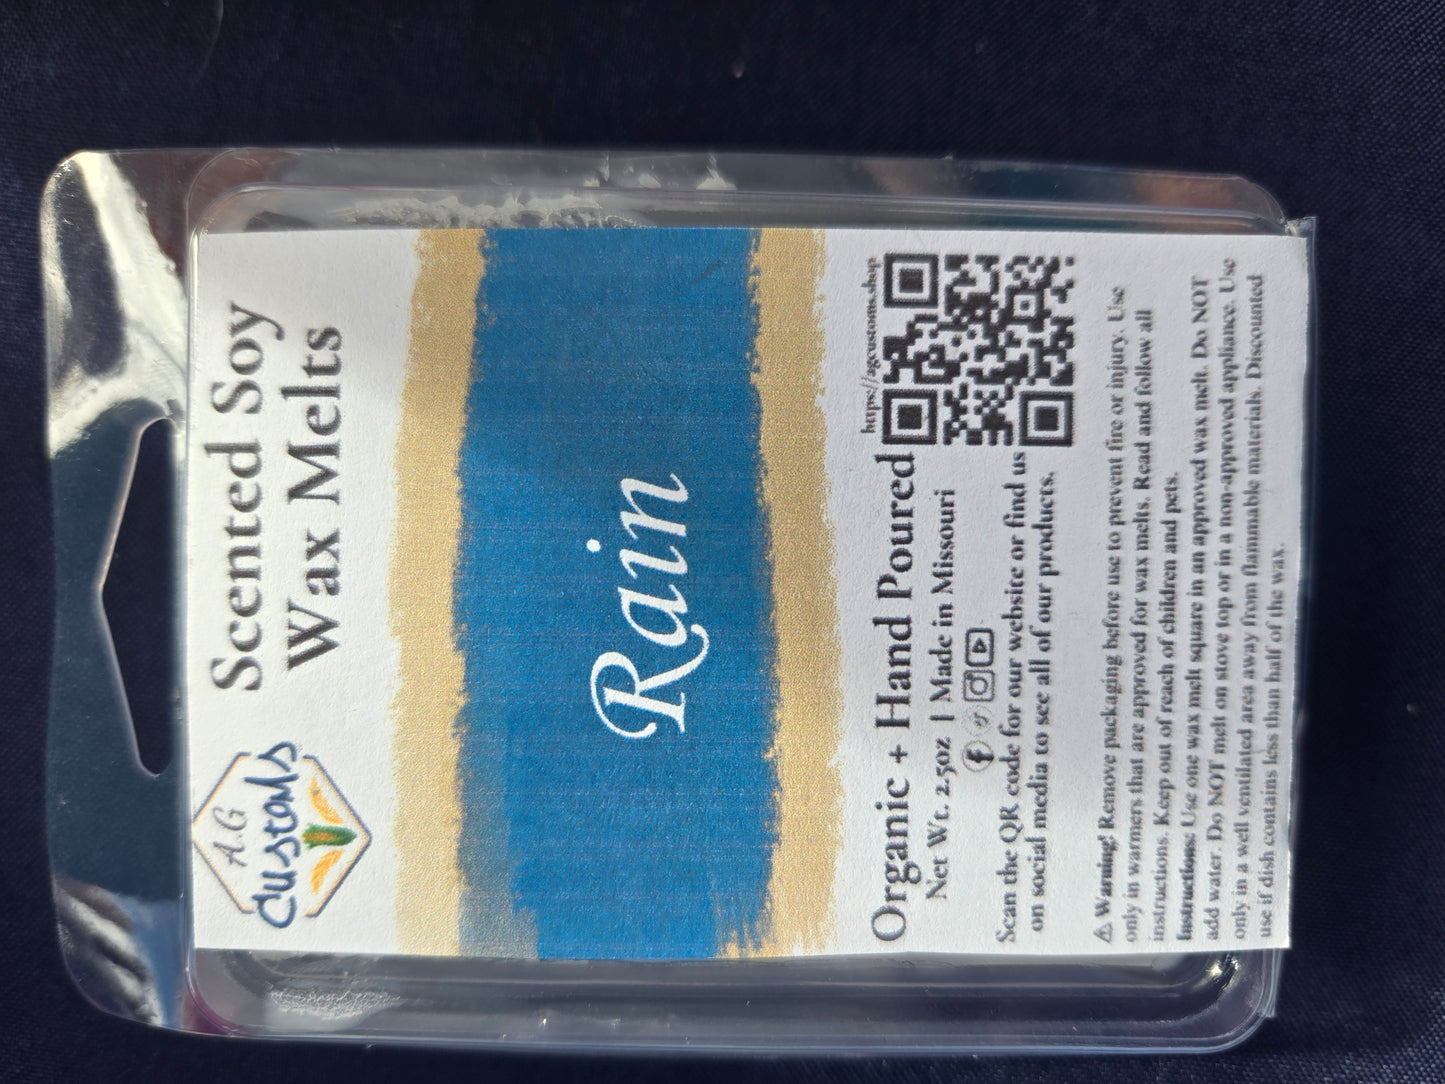 A.G
Customs
Scented Soy
Wax Melts
Rain
Organic + Hand Poured
Net Wt. 2.5oz | Made in Missouri
Scan the QR code for our website or find us
on social media to see all of our products.
https://agcustoms.shop
⚠ Warning: Remove packaging before use to prevent fire or injury. Use
only in warmers that are approved for wax melts. Read and follow all
instructions. Keep out of reach of children and pets.
Instructions: Use one wax melt square in an approved wax melt. Do NOT
add water. Do NOT melt on stove top or in a non-approved appliance. Use
only in a well ventilated area away from flammable materials. Discounted
use if dish contains less than half of the wax.